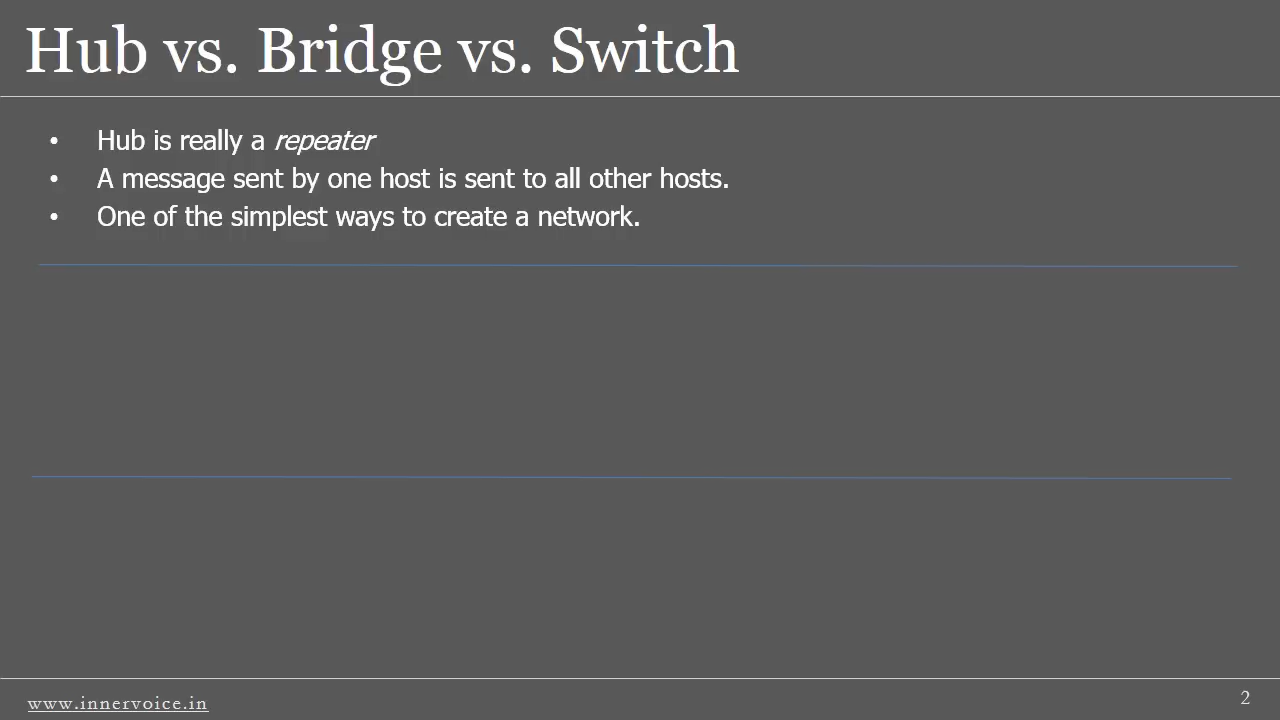 Hub vs. Bridge vs. Switch
• Hub is really a repeater
• A message sent by one host is sent to all other hosts.
• One of the simplest ways to create a network.
www.innervoice.in
2